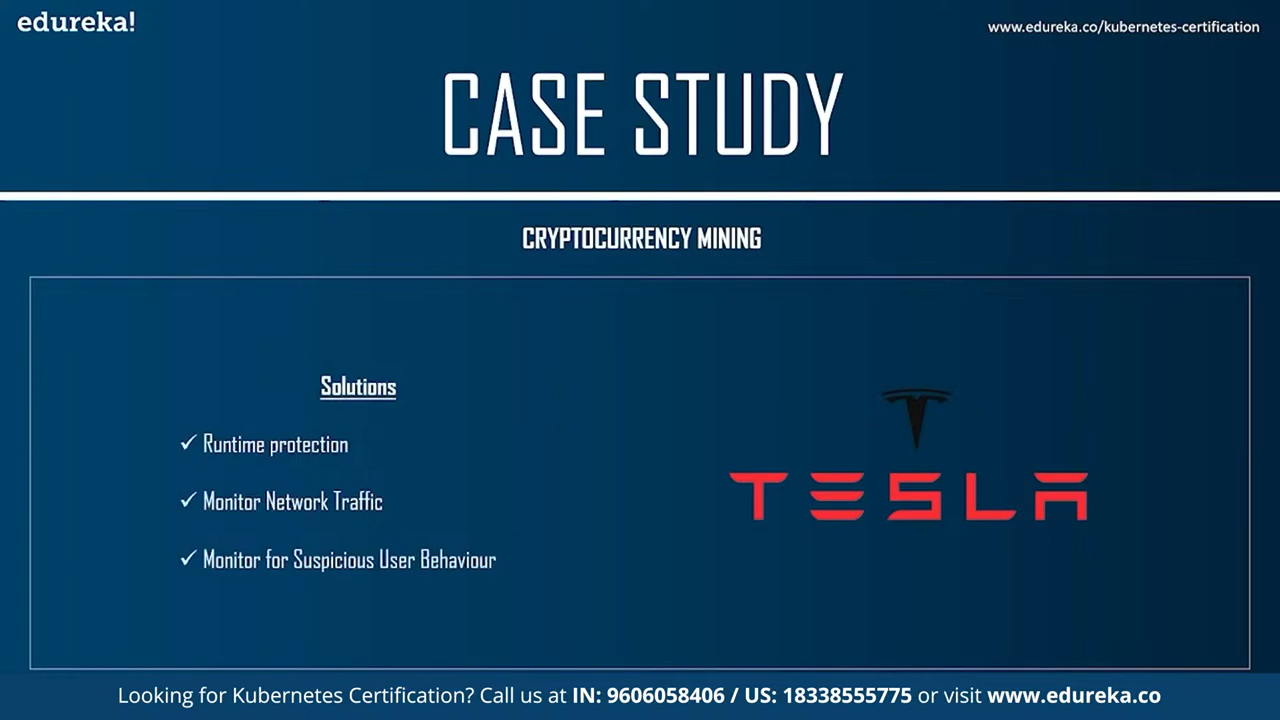 edureka!
www.edureka.co/kubernetes-certification
CASE STUDY
CRYPTOCURRENCY MINING
Solutions
✓ Runtime protection
✓ Monitor Network Traffic
✓ Monitor for Suspicious User Behaviour
TESLA
Looking for Kubernetes Certification? Call us at IN: 9606058406 / US: 18338555775 or visit www.edureka.co